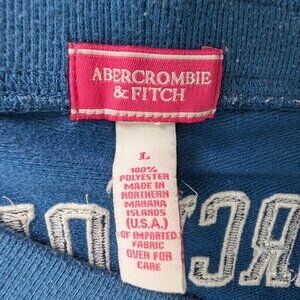 ABERCROMBIE
& FITCH
L
100%
POLYESTER
MADE IN
NORTHERN
MARIANA
ISLANDS
(U.S.A.)
OF IMPORTED
FABRIC
OVER FOR
CARE